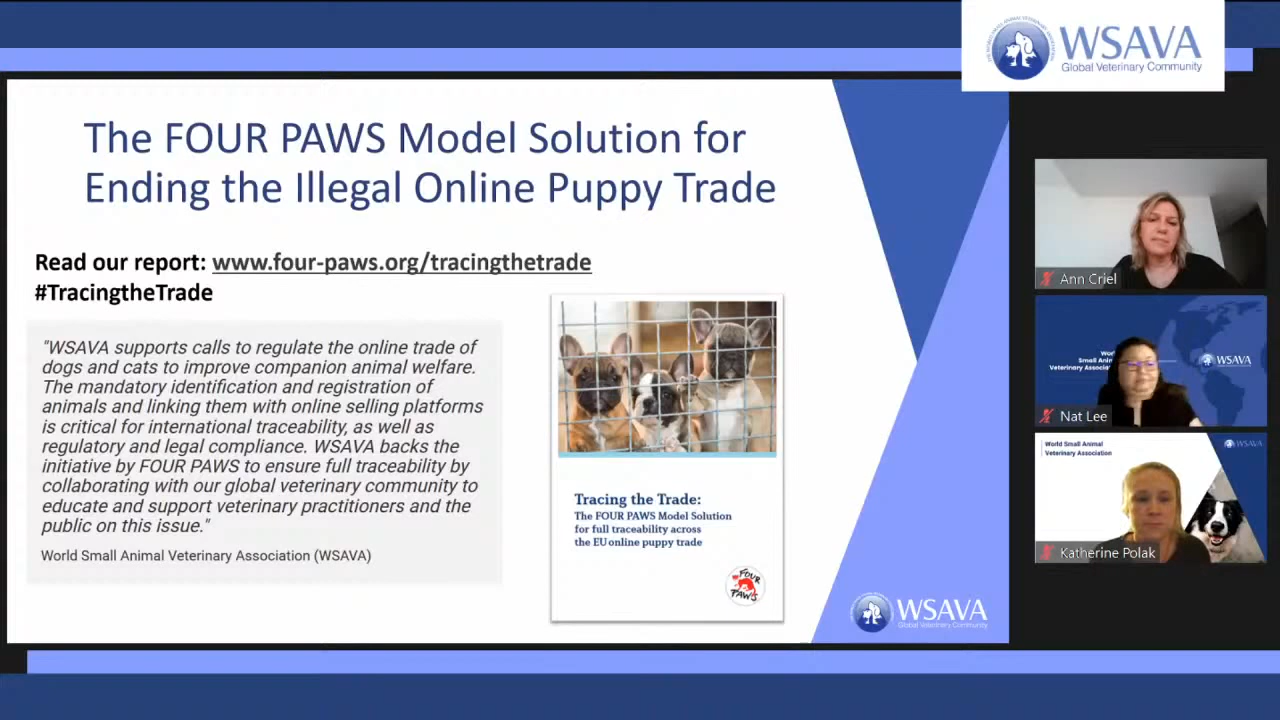 WSAVA
Global Veterinary Community
The FOUR PAWS Model Solution for
Ending the Illegal Online Puppy Trade
Read our report: www.four-paws.org/tracingthetrade
#TracingtheTrade
"WSAVA supports calls to regulate the online trade of
dogs and cats to improve companion animal welfare.
The mandatory identification and registration of
animals and linking them with online selling platforms
is critical for international traceability, as well as
regulatory and legal compliance. WSAVA backs the
initiative by FOUR PAWS to ensure full traceability by
collaborating with our global veterinary community to
educate and support veterinary practitioners and the
public on this issue."
World Small Animal Veterinary Association (WSAVA)
Tracing the Trade:
The FOUR PAWS Model Solution
for full traceability across
the EU online puppy trade
FOUR
PAWS
WSAVA
Global Veterinary Community
Ann Criel
Small An
Veterinary Associa
WSAVA
Nat Lee
World Small Animal
Veterinary Association
WSAVA
Katherine Polak